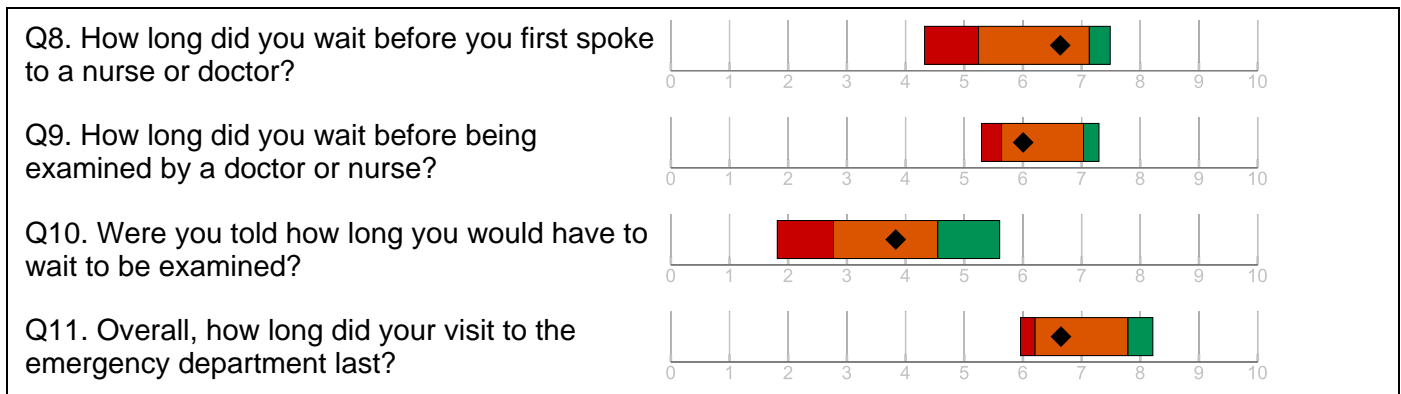 Q8. How long did you wait before you first spoke
to a nurse or doctor?
0 1 2 3 4 5 6 7 8 9 10
Q9. How long did you wait before being
examined by a doctor or nurse?
0 1 2 3 4 5 6 7 8 9 10
Q10. Were you told how long you would have to
wait to be examined?
0 1 2 3 4 5 6 7 8 9 10
Q11. Overall, how long did your visit to the
emergency department last?
0 1 2 3 4 5 6 7 8 9 10